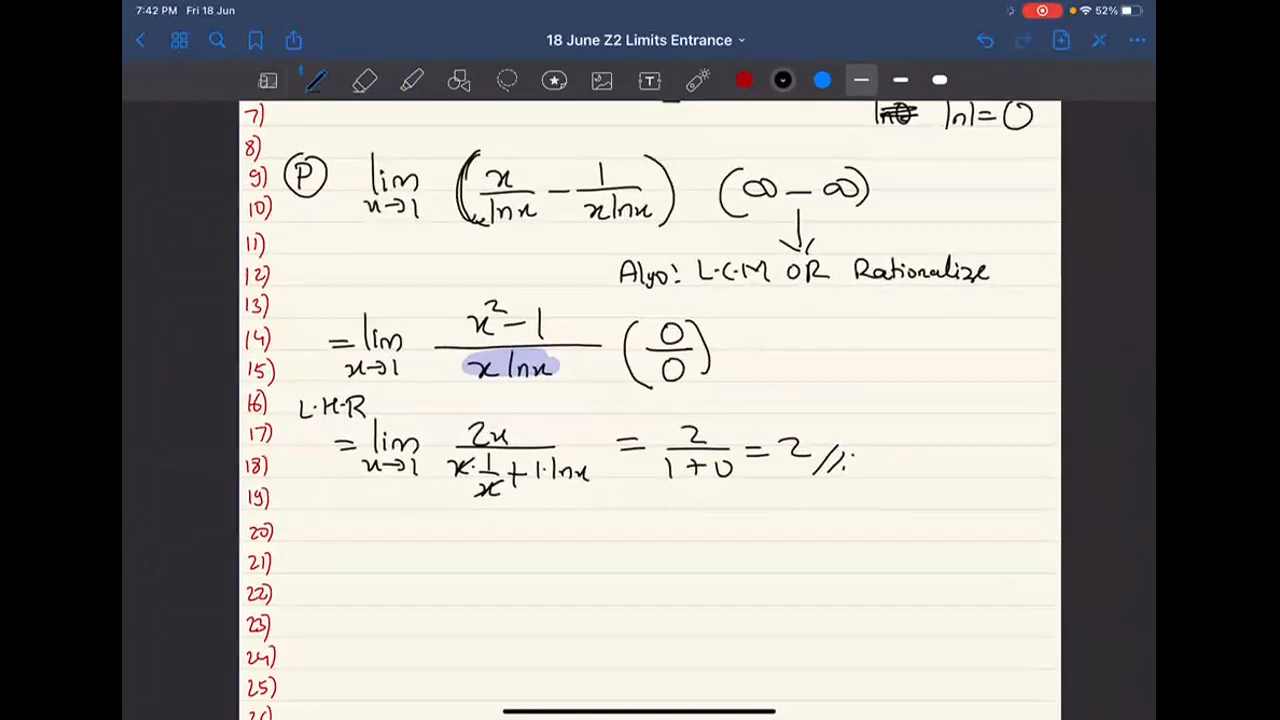 7:42 PM Fri 18 Jun
52%
18 June Z2 Limits Entrance
7)
ln1 = 0
8)
9) (P) lim x→1 (x/lnx − 1/(xlnx)) (∞ − ∞)
10)
11)
12) Algo: L.C.M OR Rationalize
13)
14) = lim x→1 (x² − 1)/(x lnx) (0/0)
15)
16) L.H.R
17) = lim x→1 2x/(x·1/x + 1·lnx) = 2/(1+0) = 2 //.
18)
19)
20)
21)
22)
23)
24)
25)